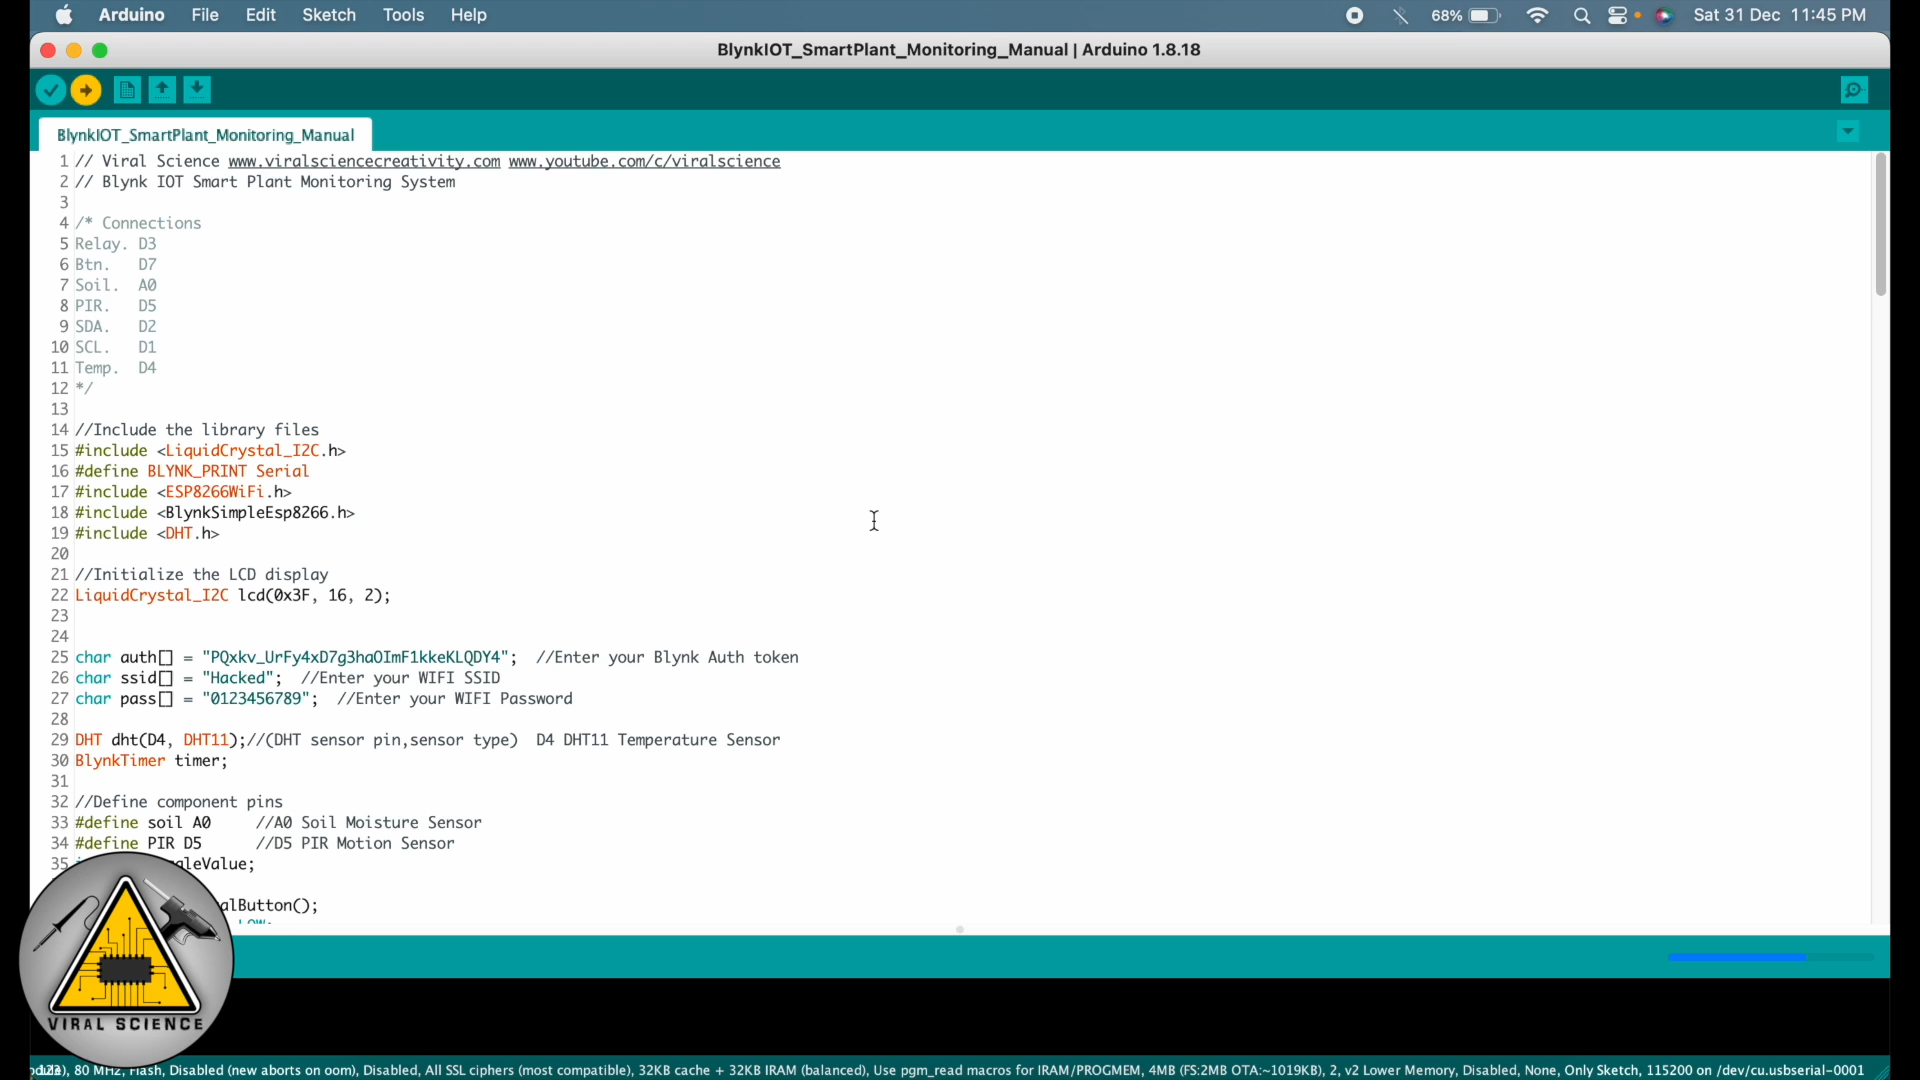 Arduino File Edit Sketch Tools Help 68% Sat 31 Dec 11:45 PM
BlynkIOT_SmartPlant_Monitoring_Manual | Arduino 1.8.18
BlynkIOT_SmartPlant_Monitoring_Manual
1 // Viral Science www.viralsciencecreativity.com www.youtube.com/c/viralscience
2 // Blynk IOT Smart Plant Monitoring System
3
4 /* Connections
5 Relay. D3
6 Btn. D7
7 Soil. A0
8 PIR. D5
9 SDA. D2
10 SCL. D1
11 Temp. D4
12 */
13
14 //Include the library files
15 #include <LiquidCrystal_I2C.h>
16 #define BLYNK_PRINT Serial
17 #include <ESP8266WiFi.h>
18 #include <BlynkSimpleEsp8266.h>
19 #include <DHT.h>
20
21 //Initialize the LCD display
22 LiquidCrystal_I2C lcd(0x3F, 16, 2);
23
24
25 char auth[] = "PQxkv_UrFy4xD7g3haOImF1kkeKLQDY4"; //Enter your Blynk Auth token
26 char ssid[] = "Hacked"; //Enter your WIFI SSID
27 char pass[] = "0123456789"; //Enter your WIFI Password
28
29 DHT dht(D4, DHT11);//(DHT sensor pin,sensor type) D4 DHT11 Temperature Sensor
30 BlynkTimer timer;
31
32 //Define component pins
33 #define soil A0 //A0 Soil Moisture Sensor
34 #define PIR D5 //D5 PIR Motion Sensor
35 gleValue;
alButton();
VIRAL SCIENCE
80 MHz, Flash, Disabled (new aborts on oom), Disabled, All SSL ciphers (most compatible), 32KB cache + 32KB IRAM (balanced), Use pgm_read macros for IRAM/PROGMEM, 4MB (FS:2MB OTA:~1019KB), 2, v2 Lower Memory, Disabled, None, Only Sketch, 115200 on /dev/cu.usbserial-0001